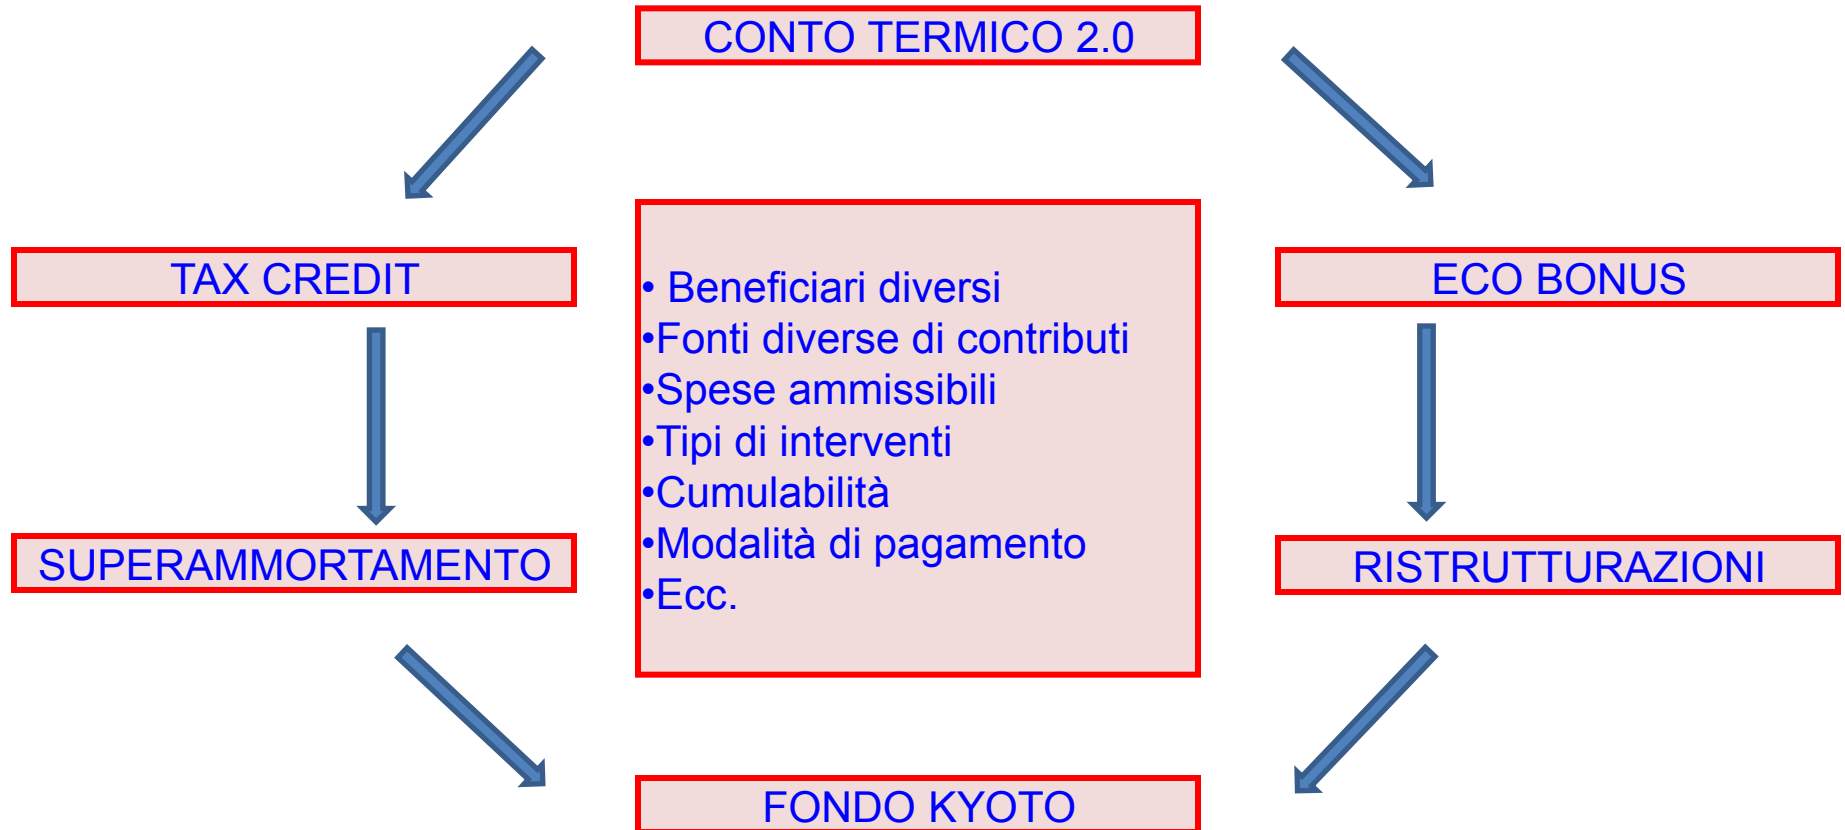 CONTO TERMICO 2.0
TAX CREDIT
ECO BONUS
• Beneficiari diversi
•Fonti diverse di contributi
•Spese ammissibili
•Tipi di interventi
•Cumulabilità
•Modalità di pagamento
•Ecc.
SUPERAMMORTAMENTO
RISTRUTTURAZIONI
FONDO KYOTO